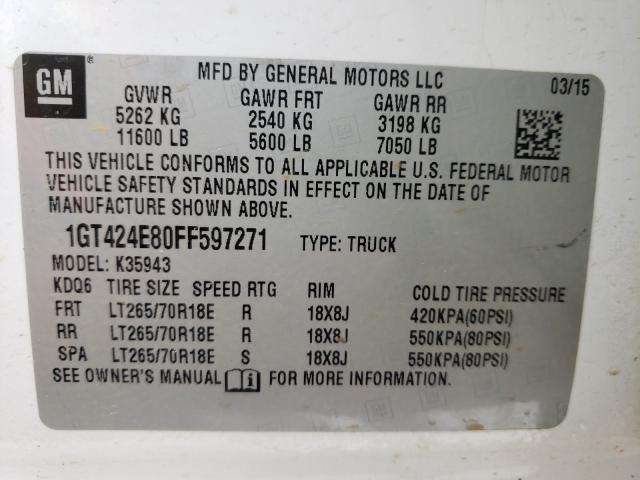 GM
MFD BY GENERAL MOTORS LLC 03/15
GVWR GAWR FRT GAWR RR
5262 KG 2540 KG 3198 KG
11600 LB 5600 LB 7050 LB
THIS VEHICLE CONFORMS TO ALL APPLICABLE U.S. FEDERAL MOTOR
VEHICLE SAFETY STANDARDS IN EFFECT ON THE DATE OF
MANUFACTURE SHOWN ABOVE.
1GT424E80FF597271 TYPE: TRUCK
MODEL: K35943
KDQ6 TIRE SIZE SPEED RTG RIM COLD TIRE PRESSURE
FRT LT265/70R18E R 18X8J 420KPA(60PSI)
RR LT265/70R18E R 18X8J 550KPA(80PSI)
SPA LT265/70R18E S 18X8J 550KPA(80PSI)
SEE OWNER'S MANUAL FOR MORE INFORMATION.